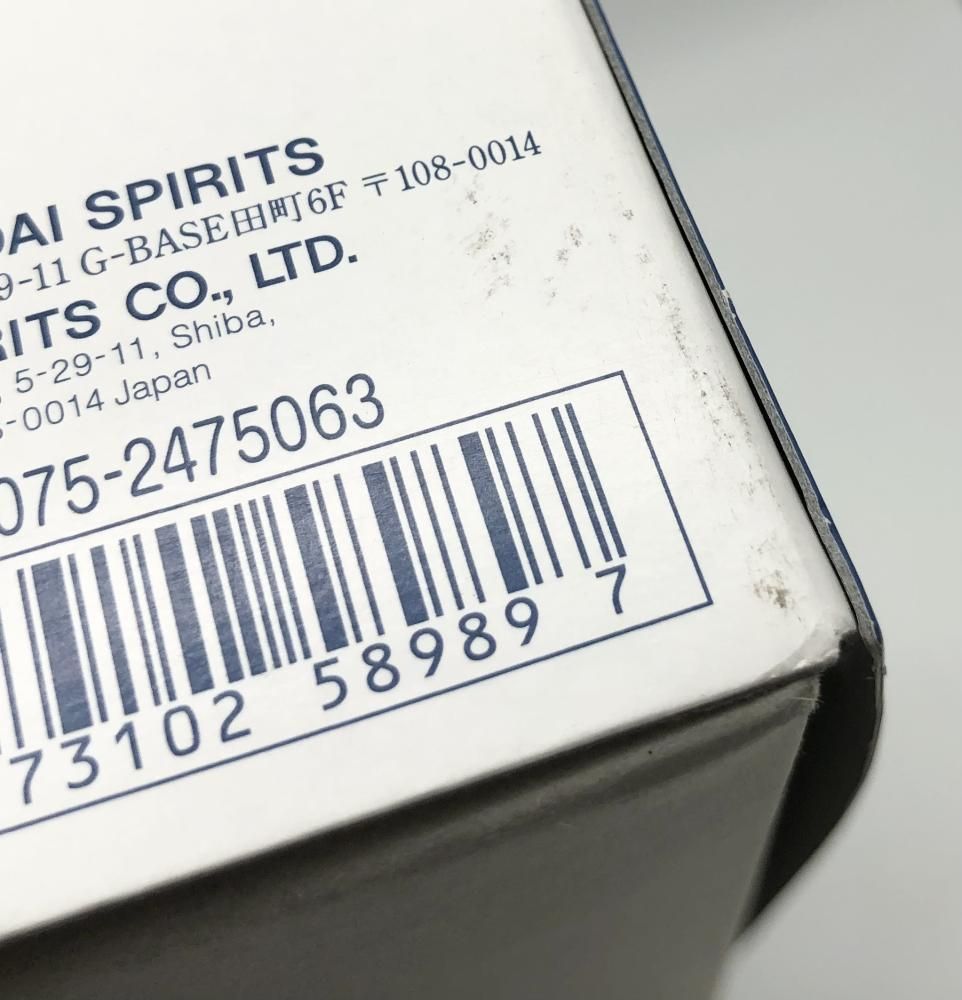 DAI SPIRITS
9-11 G-BASE田町6F 〒108-0014
RITS CO., LTD.
5-29-11, Shiba,
-0014 Japan
075-2475063
73102 58989 7